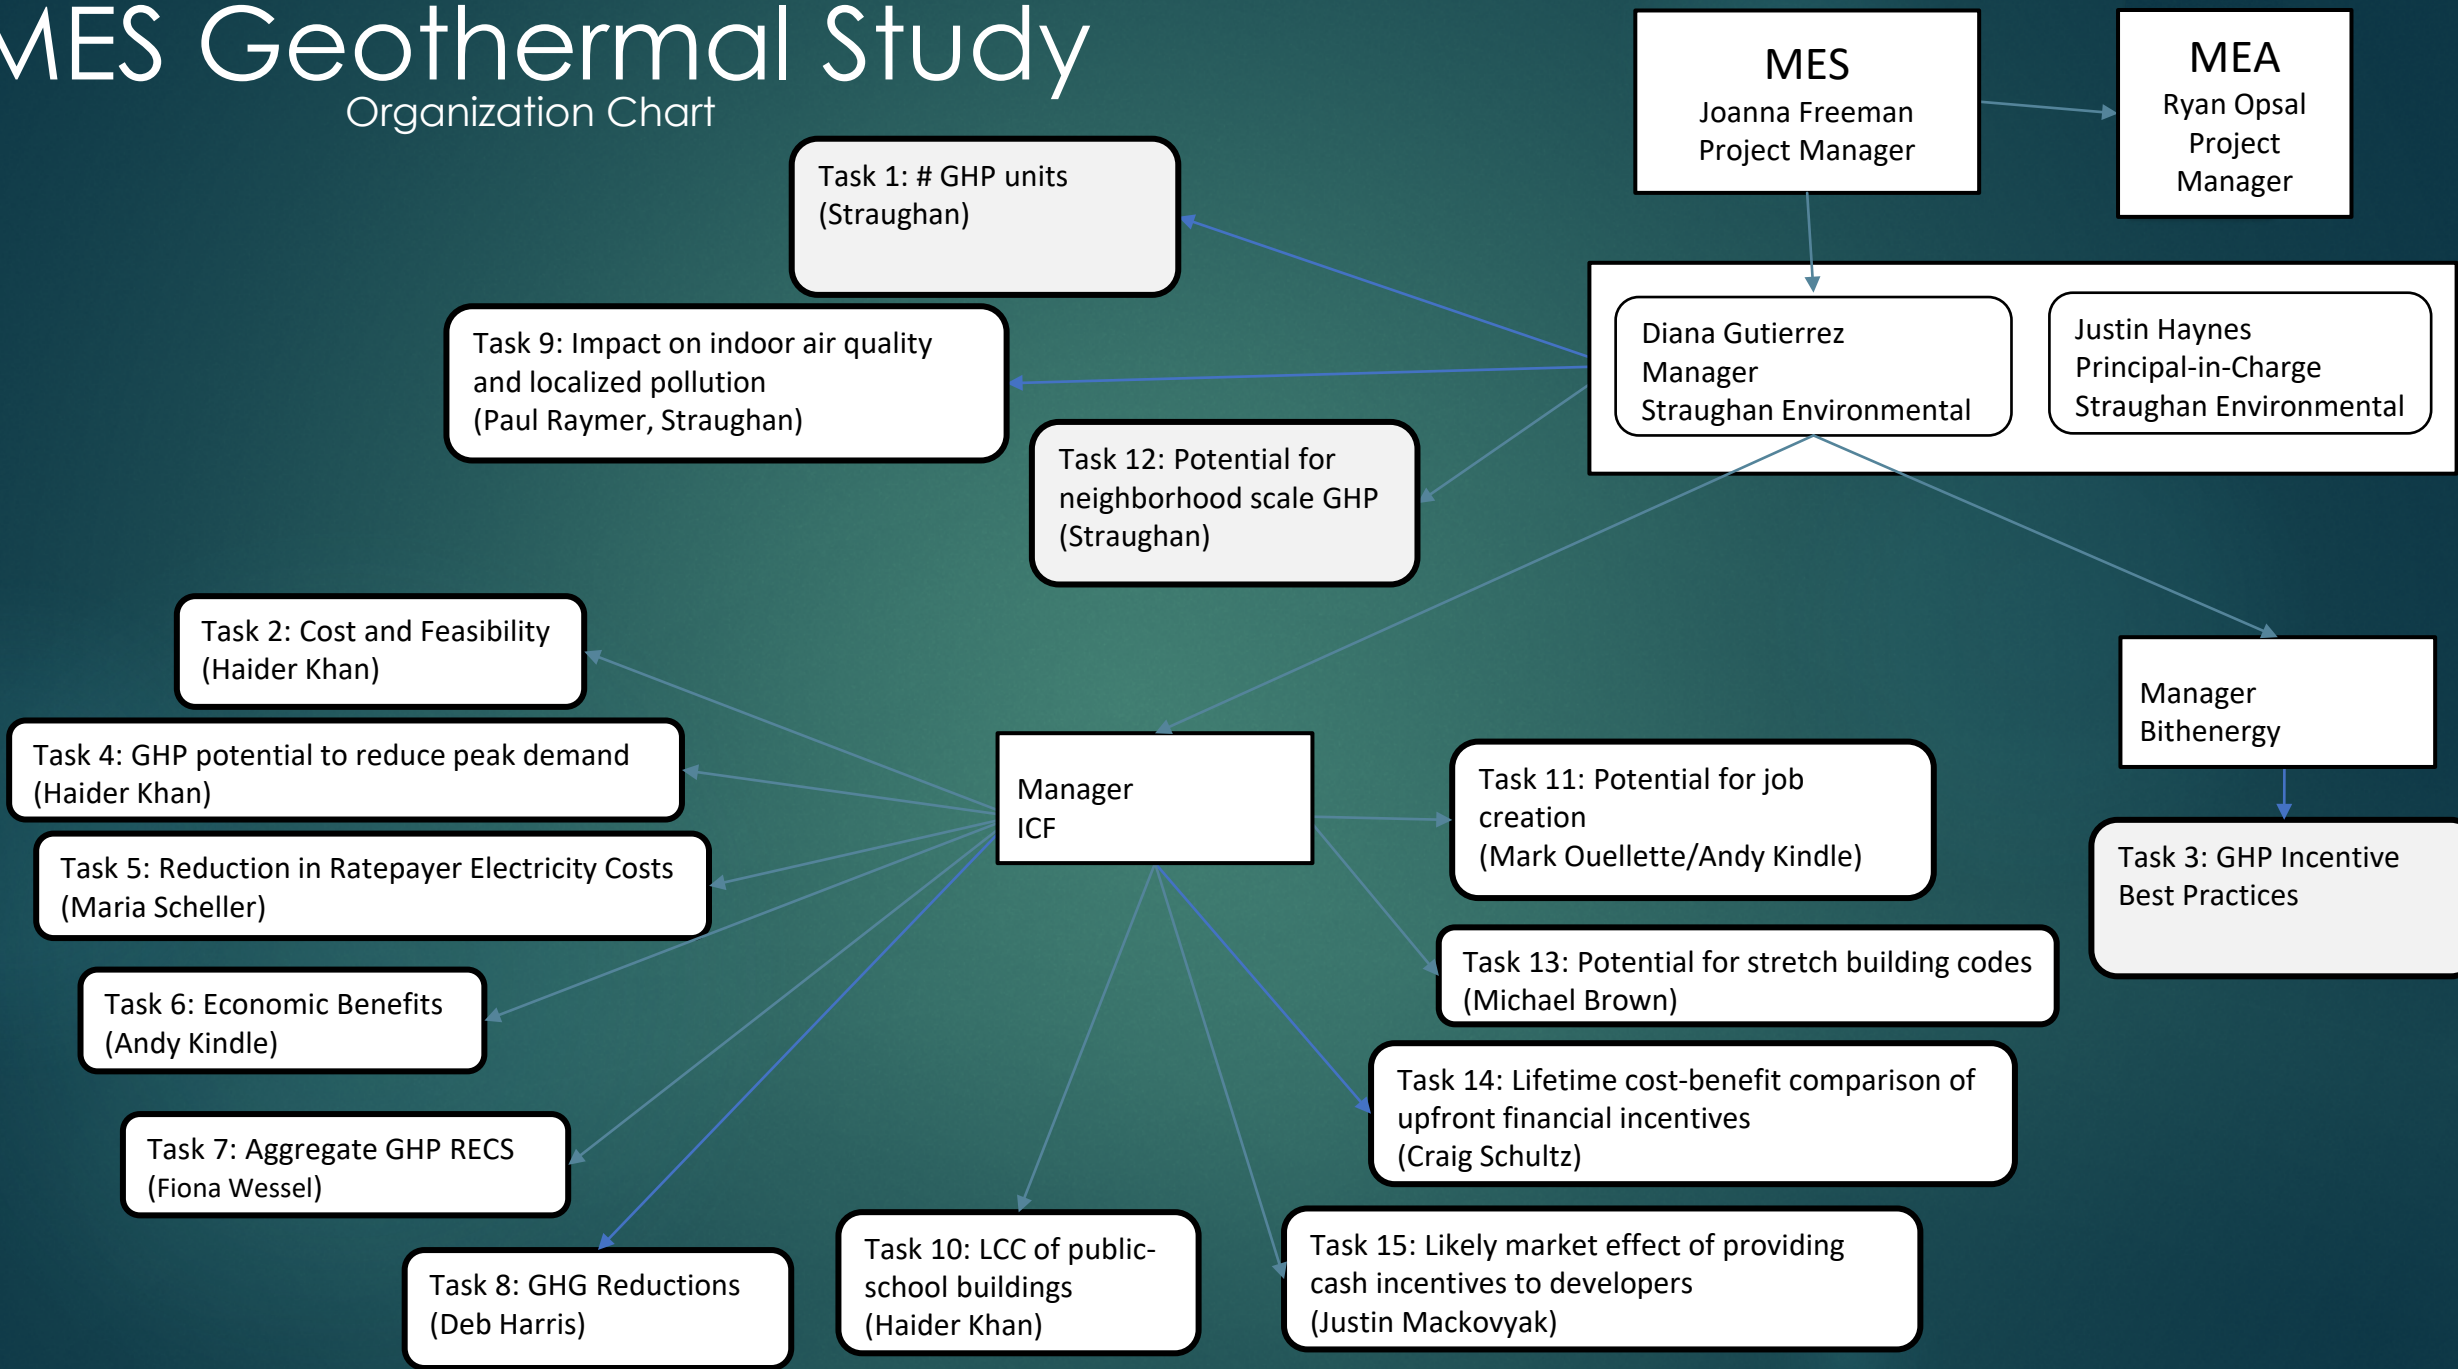 MES Geothermal Study
Organization Chart
MES
Joanna Freeman
Project Manager
MEA
Ryan Opsal
Project
Manager
Task 1: # GHP units
(Straughan)
Diana Gutierrez
Manager
Straughan Environmental
Justin Haynes
Principal-in-Charge
Straughan Environmental
Task 9: Impact on indoor air quality
and localized pollution
(Paul Raymer, Straughan)
Task 12: Potential for
neighborhood scale GHP
(Straughan)
Task 2: Cost and Feasibility
(Haider Khan)
Manager
Bithenergy
Task 4: GHP potential to reduce peak demand
(Haider Khan)
Manager
ICF
Task 11: Potential for job
creation
(Mark Ouellette/Andy Kindle)
Task 3: GHP Incentive
Best Practices
Task 5: Reduction in Ratepayer Electricity Costs
(Maria Scheller)
Task 13: Potential for stretch building codes
(Michael Brown)
Task 6: Economic Benefits
(Andy Kindle)
Task 14: Lifetime cost-benefit comparison of
upfront financial incentives
(Craig Schultz)
Task 7: Aggregate GHP RECS
(Fiona Wessel)
Task 8: GHG Reductions
(Deb Harris)
Task 10: LCC of public-
school buildings
(Haider Khan)
Task 15: Likely market effect of providing
cash incentives to developers
(Justin Mackovyak)